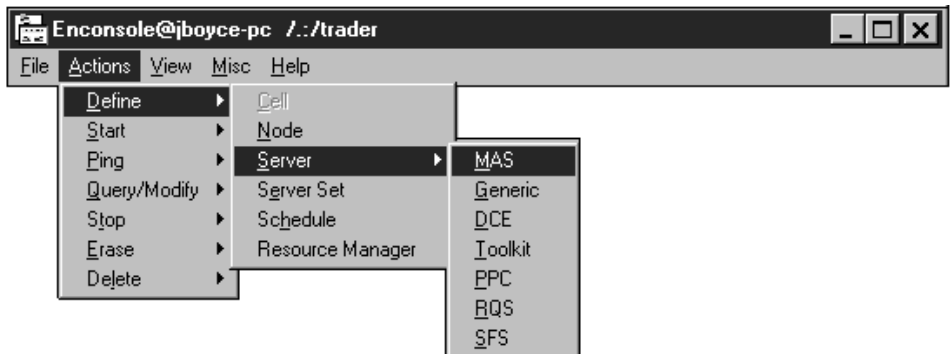 Enconsole@jboyce-pc /.:/trader
File Actions View Misc Help
Define
Start
Ping
Query/Modify
Stop
Erase
Delete
Cell
Node
Server
Server Set
Schedule
Resource Manager
MAS
Generic
DCE
Toolkit
PPC
RQS
SFS